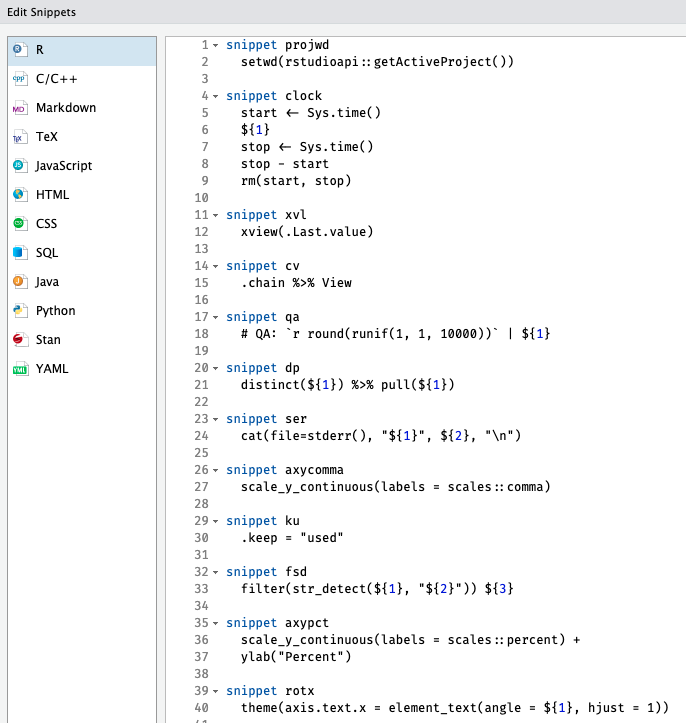 Edit Snippets
R
C/C++
Markdown
TeX
JavaScript
HTML
CSS
SQL
Java
Python
Stan
YAML
1 snippet projwd
2 setwd(rstudioapi::getActiveProject())
3
4 snippet clock
5 start <- Sys.time()
6 ${1}
7 stop <- Sys.time()
8 stop - start
9 rm(start, stop)
10
11 snippet xvl
12 xview(.Last.value)
13
14 snippet cv
15 .chain %>% View
16
17 snippet qa
18 # QA: `r round(runif(1, 1, 10000))` | ${1}
19
20 snippet dp
21 distinct(${1}) %>% pull(${1})
22
23 snippet ser
24 cat(file=stderr(), "${1}", ${2}, "\n")
25
26 snippet axycomma
27 scale_y_continuous(labels = scales::comma)
28
29 snippet ku
30 .keep = "used"
31
32 snippet fsd
33 filter(str_detect(${1}, "${2}")) ${3}
34
35 snippet axypct
36 scale_y_continuous(labels = scales::percent) +
37 ylab("Percent")
38
39 snippet rotx
40 theme(axis.text.x = element_text(angle = ${1}, hjust = 1))